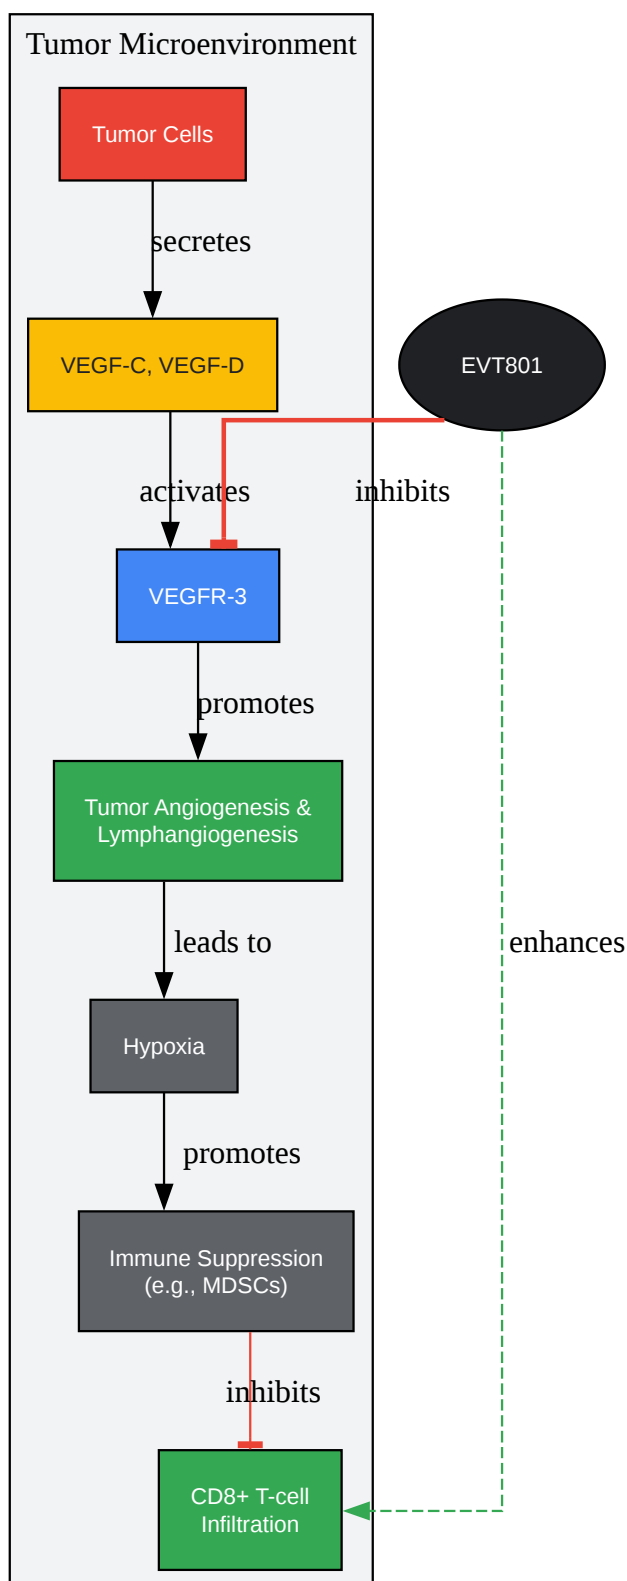 Tumor Microenvironment
Tumor Cells
secretes
VEGF-C, VEGF-D
EVT801
activates
inhibits
VEGFR-3
promotes
Tumor Angiogenesis &
Lymphangiogenesis
leads to
enhances
Hypoxia
promotes
Immune Suppression
(e.g., MDSCs)
inhibits
CD8+ T-cell
Infiltration